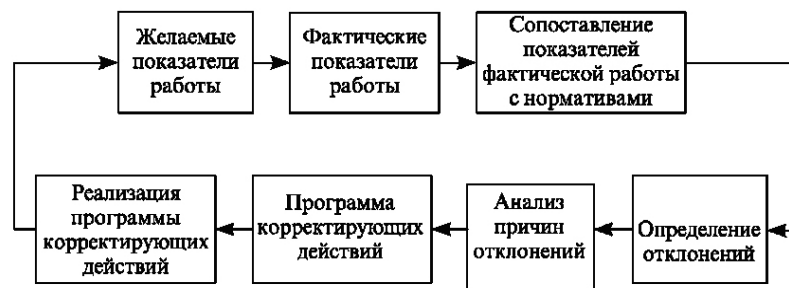 Желаемые
показатели
работы
Фактические
показатели
работы
Сопоставление
показателей
фактической работы
с нормативами
Реализация
программы
корректирующих
действий
Программа
корректирующих
действий
Анализ
причин
отклонений
Определение
отклонений